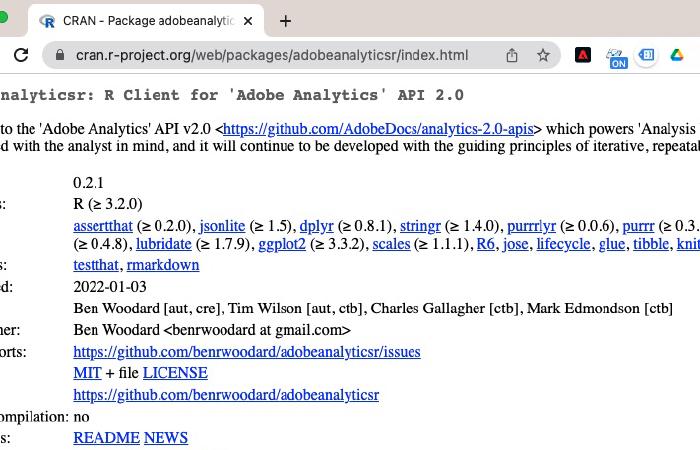 CRAN - Package adobeanalytic
cran.r-project.org/web/packages/adobeanalyticsr/index.html
ON
nalyticsr: R Client for 'Adobe Analytics' API 2.0
to the 'Adobe Analytics' API v2.0 <https://github.com/AdobeDocs/analytics-2.0-apis> which powers 'Analysis
d with the analyst in mind, and it will continue to be developed with the guiding principles of iterative, repeata
0.2.1
s: R (≥ 3.2.0)
assertthat (≥ 0.2.0), jsonlite (≥ 1.5), dplyr (≥ 0.8.1), stringr (≥ 1.4.0), purrrlyr (≥ 0.0.6), purrr (≥ 0.3.
(≥ 0.4.8), lubridate (≥ 1.7.9), ggplot2 (≥ 3.3.2), scales (≥ 1.1.1), R6, jose, lifecycle, glue, tibble, knit
s: testthat, rmarkdown
ed: 2022-01-03
Ben Woodard [aut, cre], Tim Wilson [aut, ctb], Charles Gallagher [ctb], Mark Edmondson [ctb]
ner: Ben Woodard <benrwoodard at gmail.com>
orts: https://github.com/benrwoodard/adobeanalyticsr/issues
MIT + file LICENSE
https://github.com/benrwoodard/adobeanalyticsr
ompilation: no
s: README NEWS